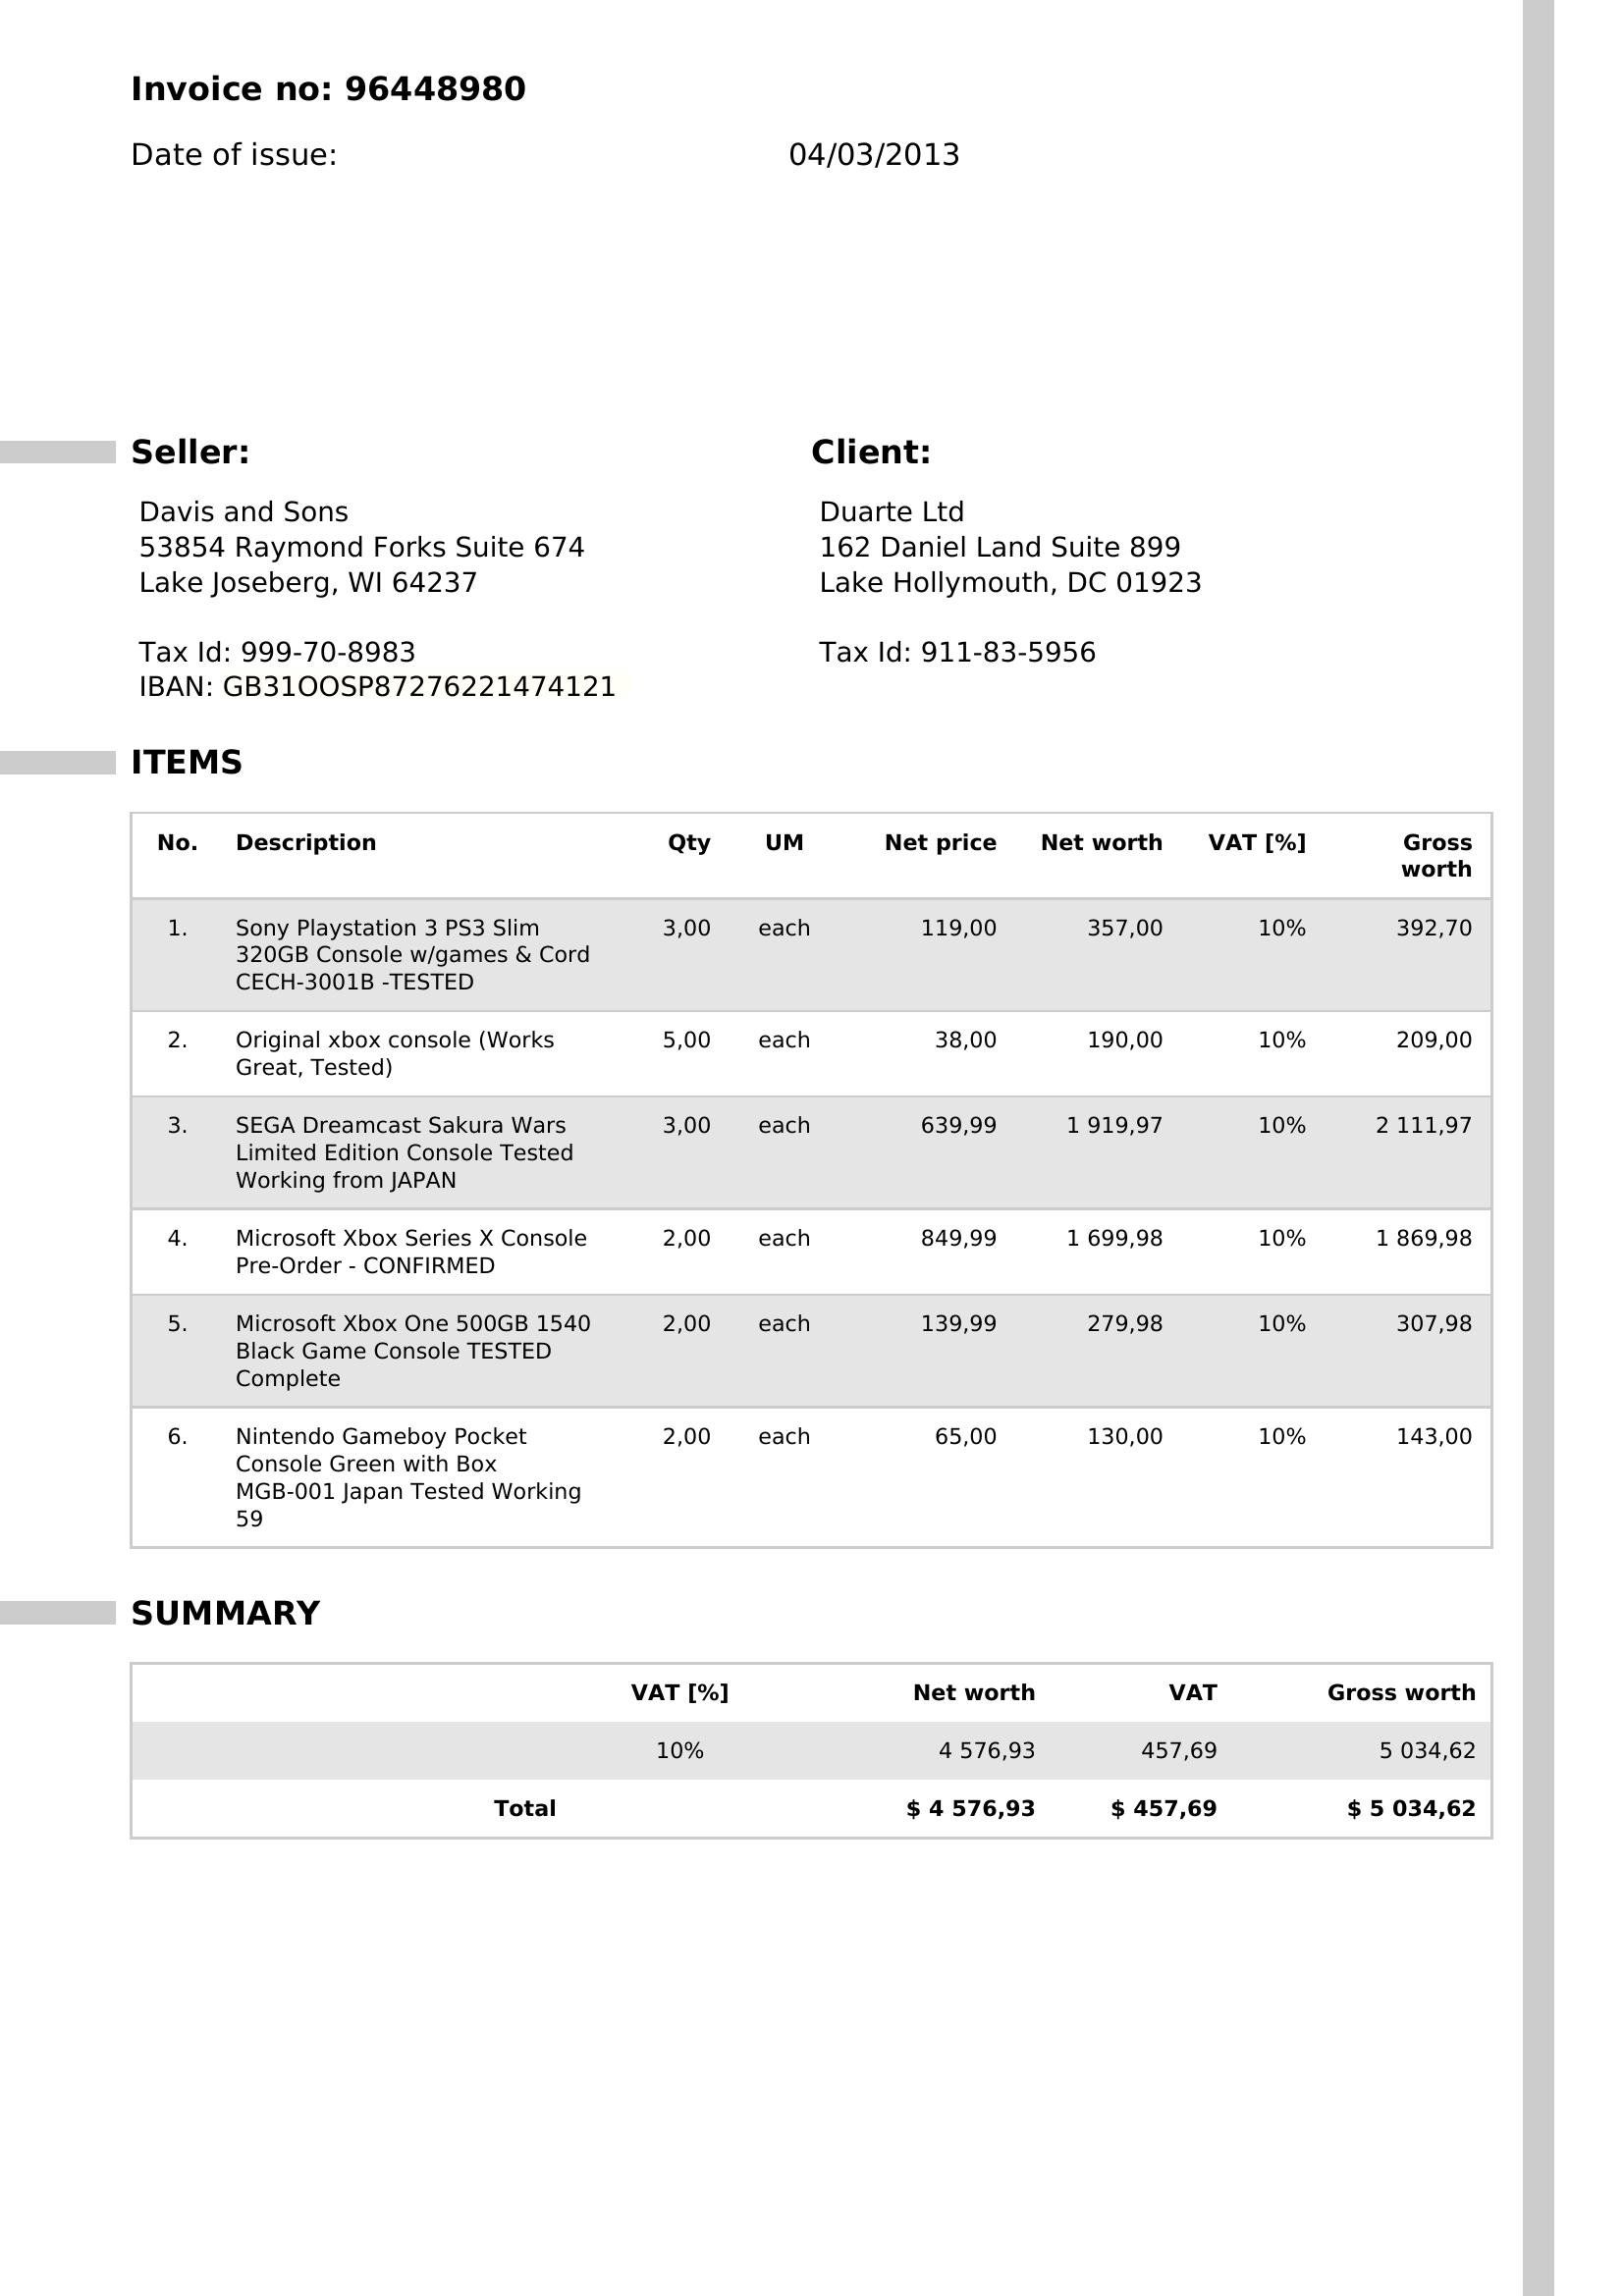 Invoice no: 96448980
Date of issue: 04/03/2013
Seller: Client:
Davis and Sons Duarte Ltd
53854 Raymond Forks Suite 674 162 Daniel Land Suite 899
Lake Joseberg, WI 64237 Lake Hollymouth, DC 01923
Tax Id: 999-70-8983 Tax Id: 911-83-5956
IBAN: GB31OOSP87276221474121
ITEMS
No. Description Qty UM Net price Net worth VAT [%] Gross
worth
1. Sony Playstation 3 PS3 Slim 3,00 each 119,00 357,00 10% 392,70
320GB Console w/games & Cord
CECH-3001B -TESTED
2. Original xbox console (Works 5,00 each 38,00 190,00 10% 209,00
Great, Tested)
3. SEGA Dreamcast Sakura Wars 3,00 each 639,99 1 919,97 10% 2 111,97
Limited Edition Console Tested
Working from JAPAN
4. Microsoft Xbox Series X Console 2,00 each 849,99 1 699,98 10% 1 869,98
Pre-Order - CONFIRMED
5. Microsoft Xbox One 500GB 1540 2,00 each 139,99 279,98 10% 307,98
Black Game Console TESTED
Complete
6. Nintendo Gameboy Pocket 2,00 each 65,00 130,00 10% 143,00
Console Green with Box
MGB-001 Japan Tested Working
59
SUMMARY
VAT [%] Net worth VAT Gross worth
10% 4 576,93 457,69 5 034,62
Total $ 4 576,93 $ 457,69 $ 5 034,62